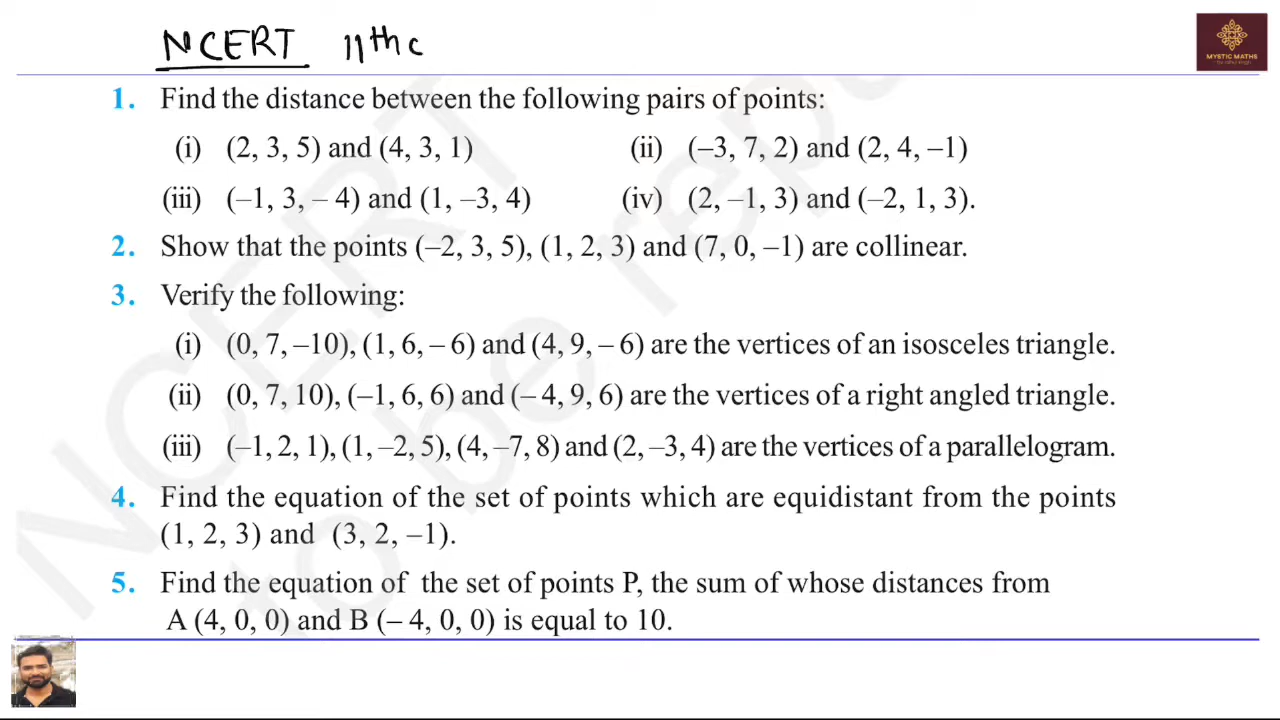 NCERT 11th c
MYSTIC MATHS
1. Find the distance between the following pairs of points:
(i) (2, 3, 5) and (4, 3, 1) (ii) (–3, 7, 2) and (2, 4, –1)
(iii) (–1, 3, – 4) and (1, –3, 4) (iv) (2, –1, 3) and (–2, 1, 3).
2. Show that the points (–2, 3, 5), (1, 2, 3) and (7, 0, –1) are collinear.
3. Verify the following:
(i) (0, 7, –10), (1, 6, – 6) and (4, 9, – 6) are the vertices of an isosceles triangle.
(ii) (0, 7, 10), (–1, 6, 6) and (– 4, 9, 6) are the vertices of a right angled triangle.
(iii) (–1, 2, 1), (1, –2, 5), (4, –7, 8) and (2, –3, 4) are the vertices of a parallelogram.
4. Find the equation of the set of points which are equidistant from the points
(1, 2, 3) and (3, 2, –1).
5. Find the equation of the set of points P, the sum of whose distances from
A (4, 0, 0) and B (– 4, 0, 0) is equal to 10.
NCERT
to be rep